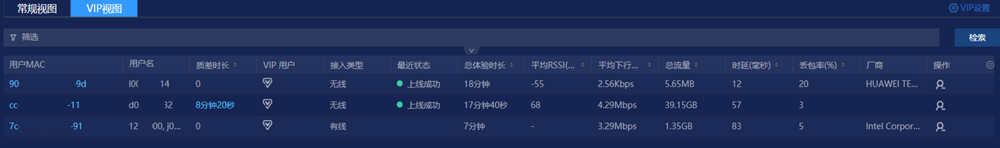 常规视图 VIP视图 VIP设置
筛选 检索
用户MAC 用户名 质差时长 VIP 用户 接入类型 最近状态 总体验时长 平均RSSI(... 平均下行... 总流量 时延(毫秒) 丢包率(%) 厂商 操作
90 -9d l00 14 0 无线 上线成功 18分钟 -55 2.56Kbps 5.65MB 12 20 HUAWEI TE...
cc- -11 d0 32 8分钟20秒 无线 上线成功 17分钟40秒 68 4.29Mbps 39.15GB 57 3
7c- -91 12 00, j0... 0 有线 7分钟 - 3.29Mbps 1.35GB 83 5 Intel Corpor...